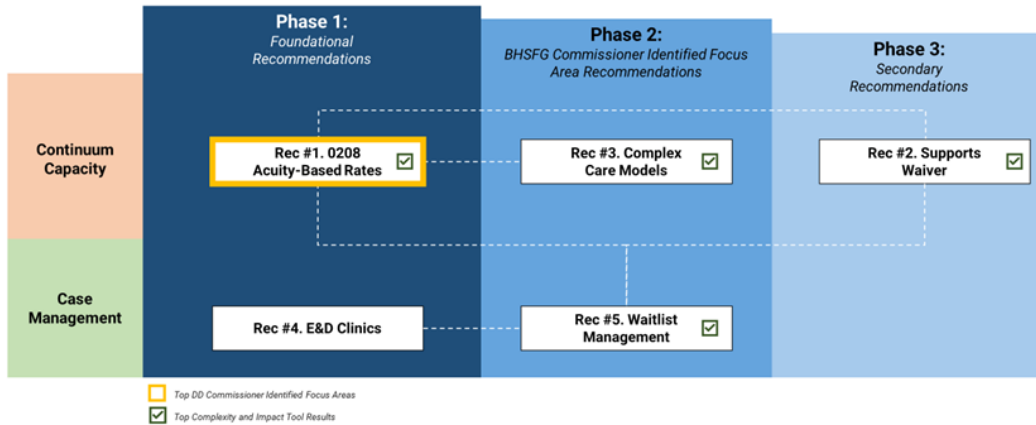 Phase 1:
Foundational
Recommendations
Phase 2:
BHSFG Commissioner Identified Focus
Area Recommendations
Phase 3:
Secondary
Recommendations
Continuum
Capacity
Rec #1. 0208
Acuity-Based Rates
Rec #3. Complex
Care Models
Rec #2. Supports
Waiver
Case
Management
Rec #4. E&D Clinics
Rec #5. Waitlist
Management
Top DD Commissioner Identified Focus Areas
Top Complexity and Impact Tool Results